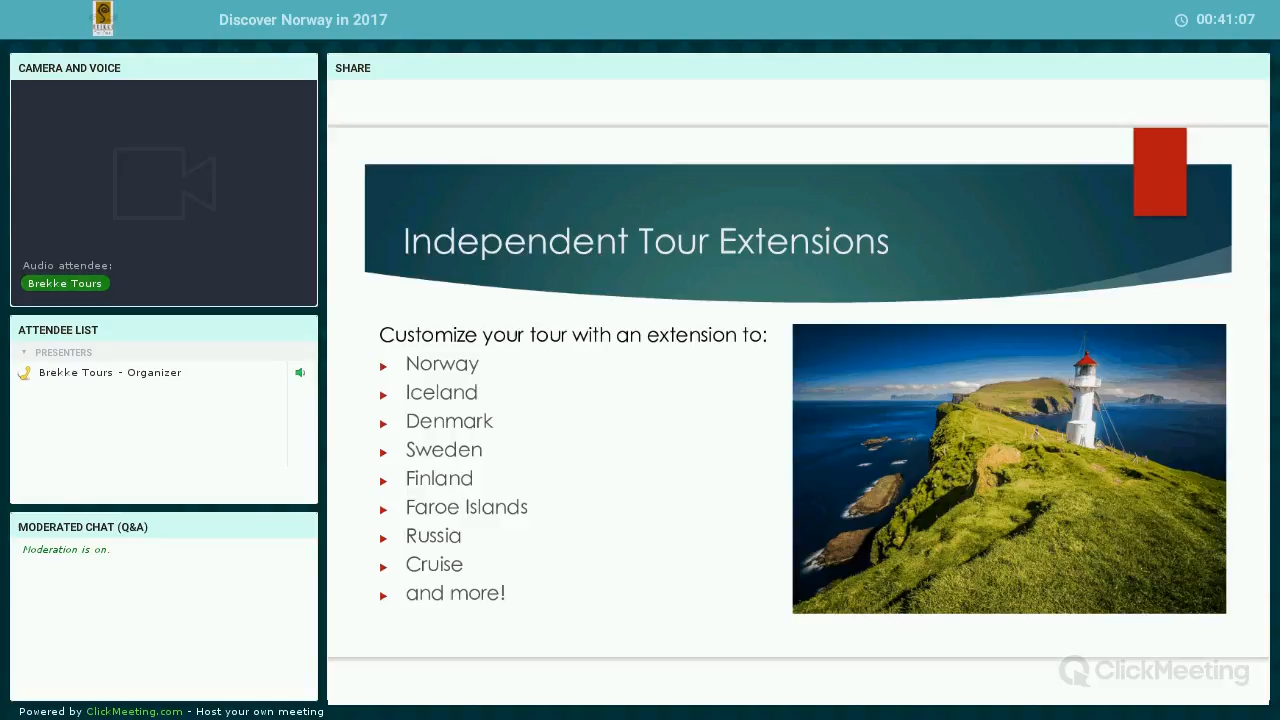 Discover Norway in 2017
00:41:07
CAMERA AND VOICE
Audio attendee:
Brekke Tours
ATTENDEE LIST
PRESENTERS
Brekke Tours - Organizer
MODERATED CHAT (Q&A)
Moderation is on.
SHARE
Independent Tour Extensions
Customize your tour with an extension to:
Norway
Iceland
Denmark
Sweden
Finland
Faroe Islands
Russia
Cruise
and more!
ClickMeeting
Powered by ClickMeeting.com - Host your own meeting